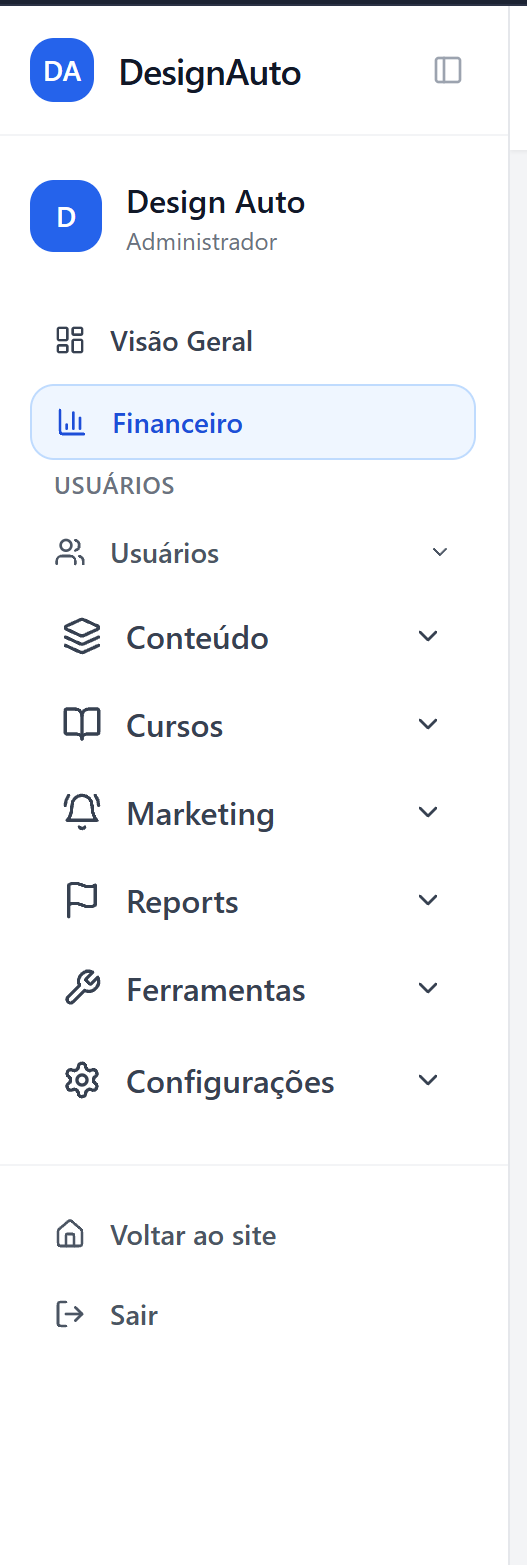 DA DesignAuto
D
Design Auto
Administrador
Visão Geral
Financeiro
USUÁRIOS
Usuários
Conteúdo
Cursos
Marketing
Reports
Ferramentas
Configurações
Voltar ao site
Sair